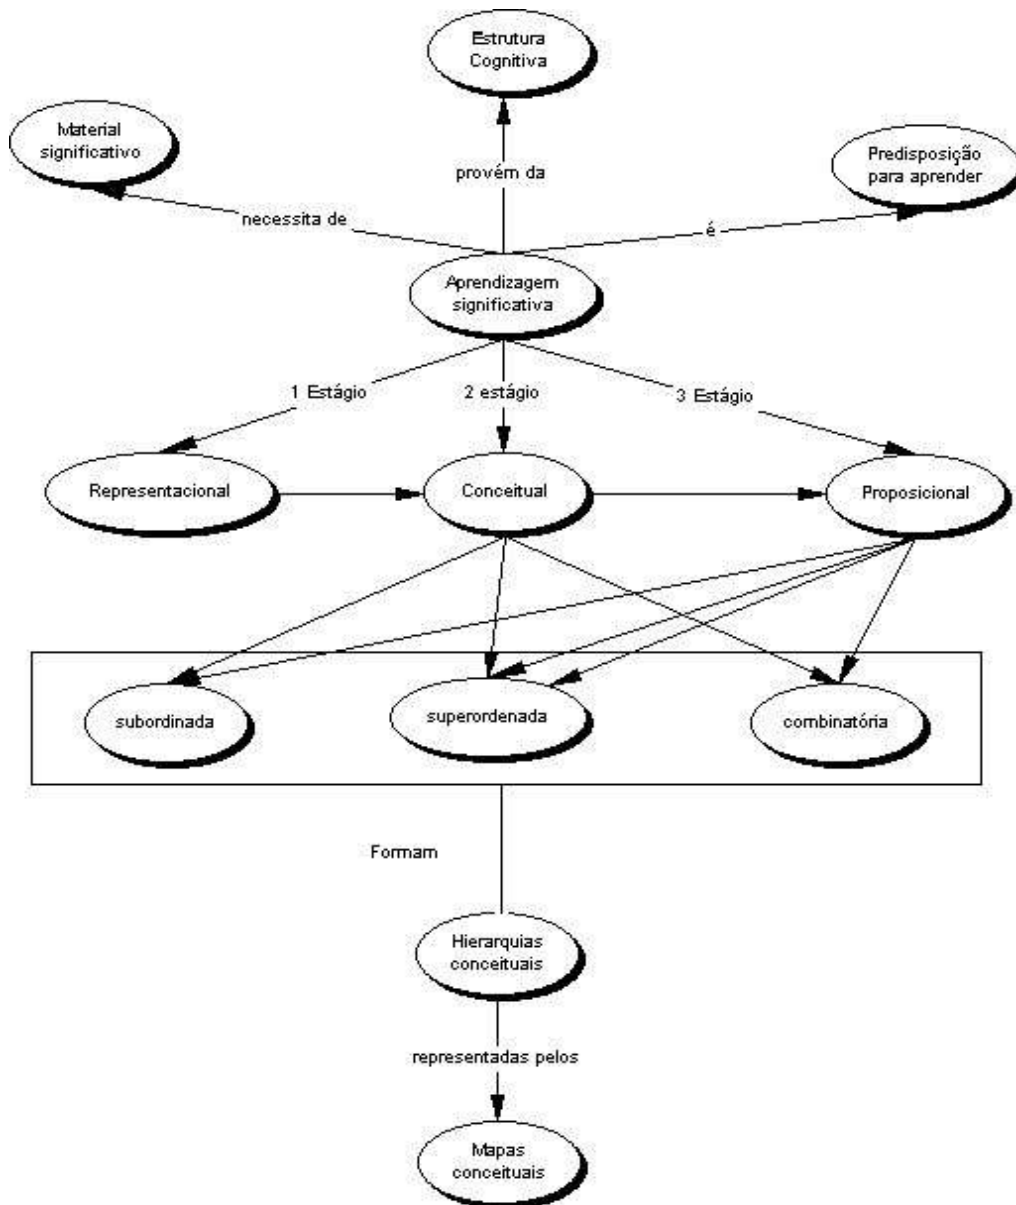 Estrutura
Cognitiva
Material
significativo
Predisposição
para aprender
provém da
necessita de
é
Aprendizagem
significativa
1 Estágio
2 estágio
3 Estágio
Representacional
Conceitual
Proposicional
subordinada
superordenada
combinatória
Formam
Hierarquias
conceituais
representadas pelos
Mapas
conceituais